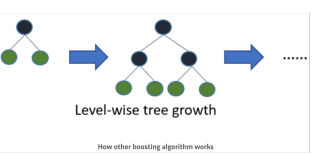 ......
Level-wise tree growth
How other boosting algorithm works